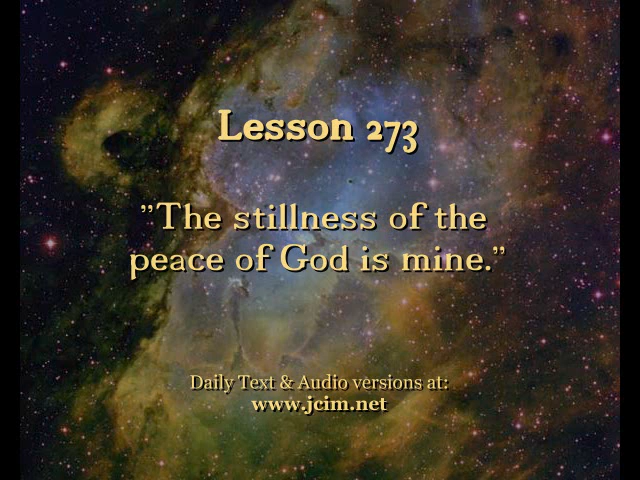 Lesson 273
"The stillness of the
peace of God is mine."
Daily Text & Audio versions at:
www.jcim.net